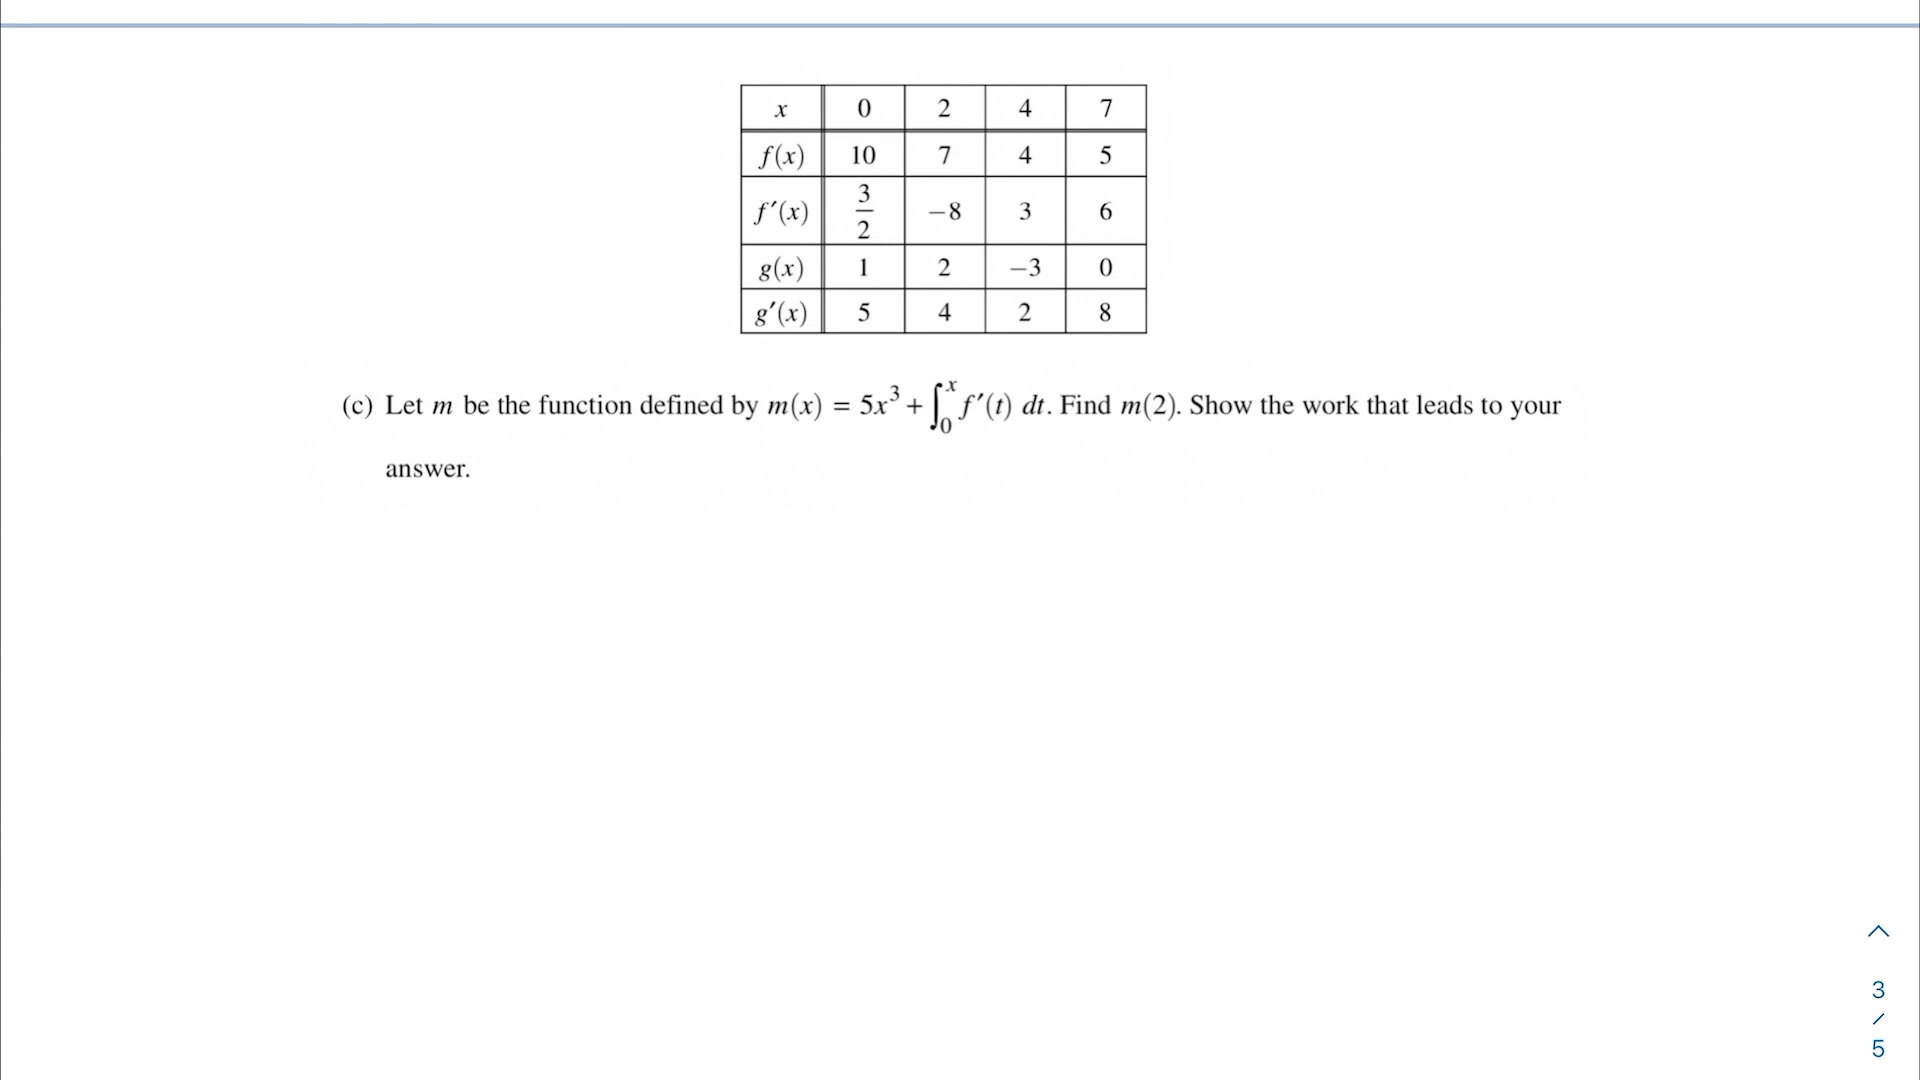 x 0 2 4 7
f(x) 10 7 4 5
f′(x) 3/2 −8 3 6
g(x) 1 2 −3 0
g′(x) 5 4 2 8
(c) Let m be the function defined by m(x) = 5x³ + ∫₀ˣ f′(t) dt. Find m(2). Show the work that leads to your
answer.
3
/
5